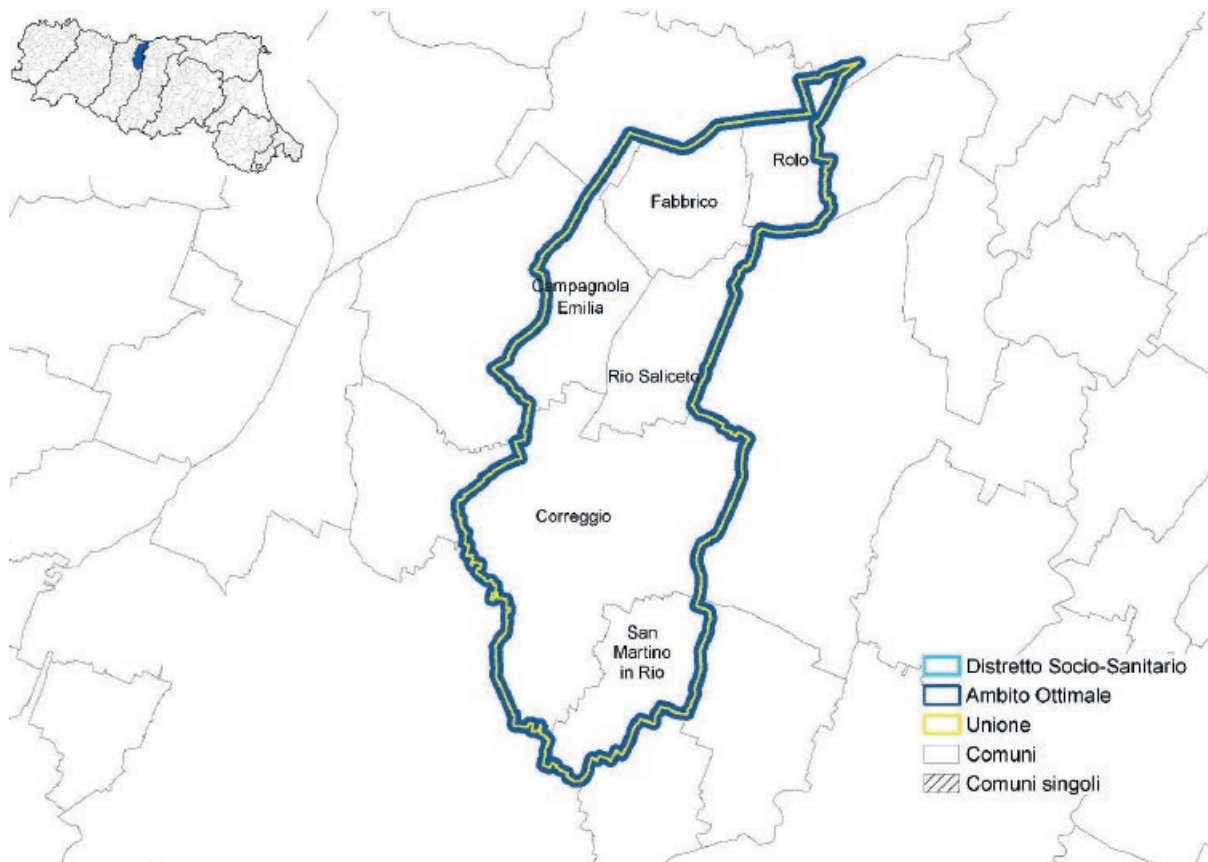 Rolo
Fabbrico
Campagnola
Emilia
Rio Saliceto
Correggio
San
Martino
in Rio
Distretto Socio-Sanitario
Ambito Ottimale
Unione
Comuni
Comuni singoli